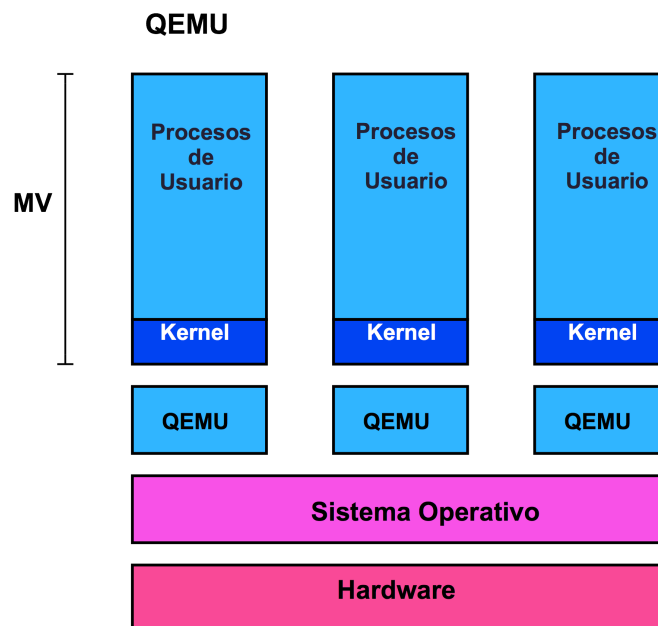 QEMU
MV
Procesos
de
Usuario
Procesos
de
Usuario
Procesos
de
Usuario
Kernel
Kernel
Kernel
QEMU
QEMU
QEMU
Sistema Operativo
Hardware